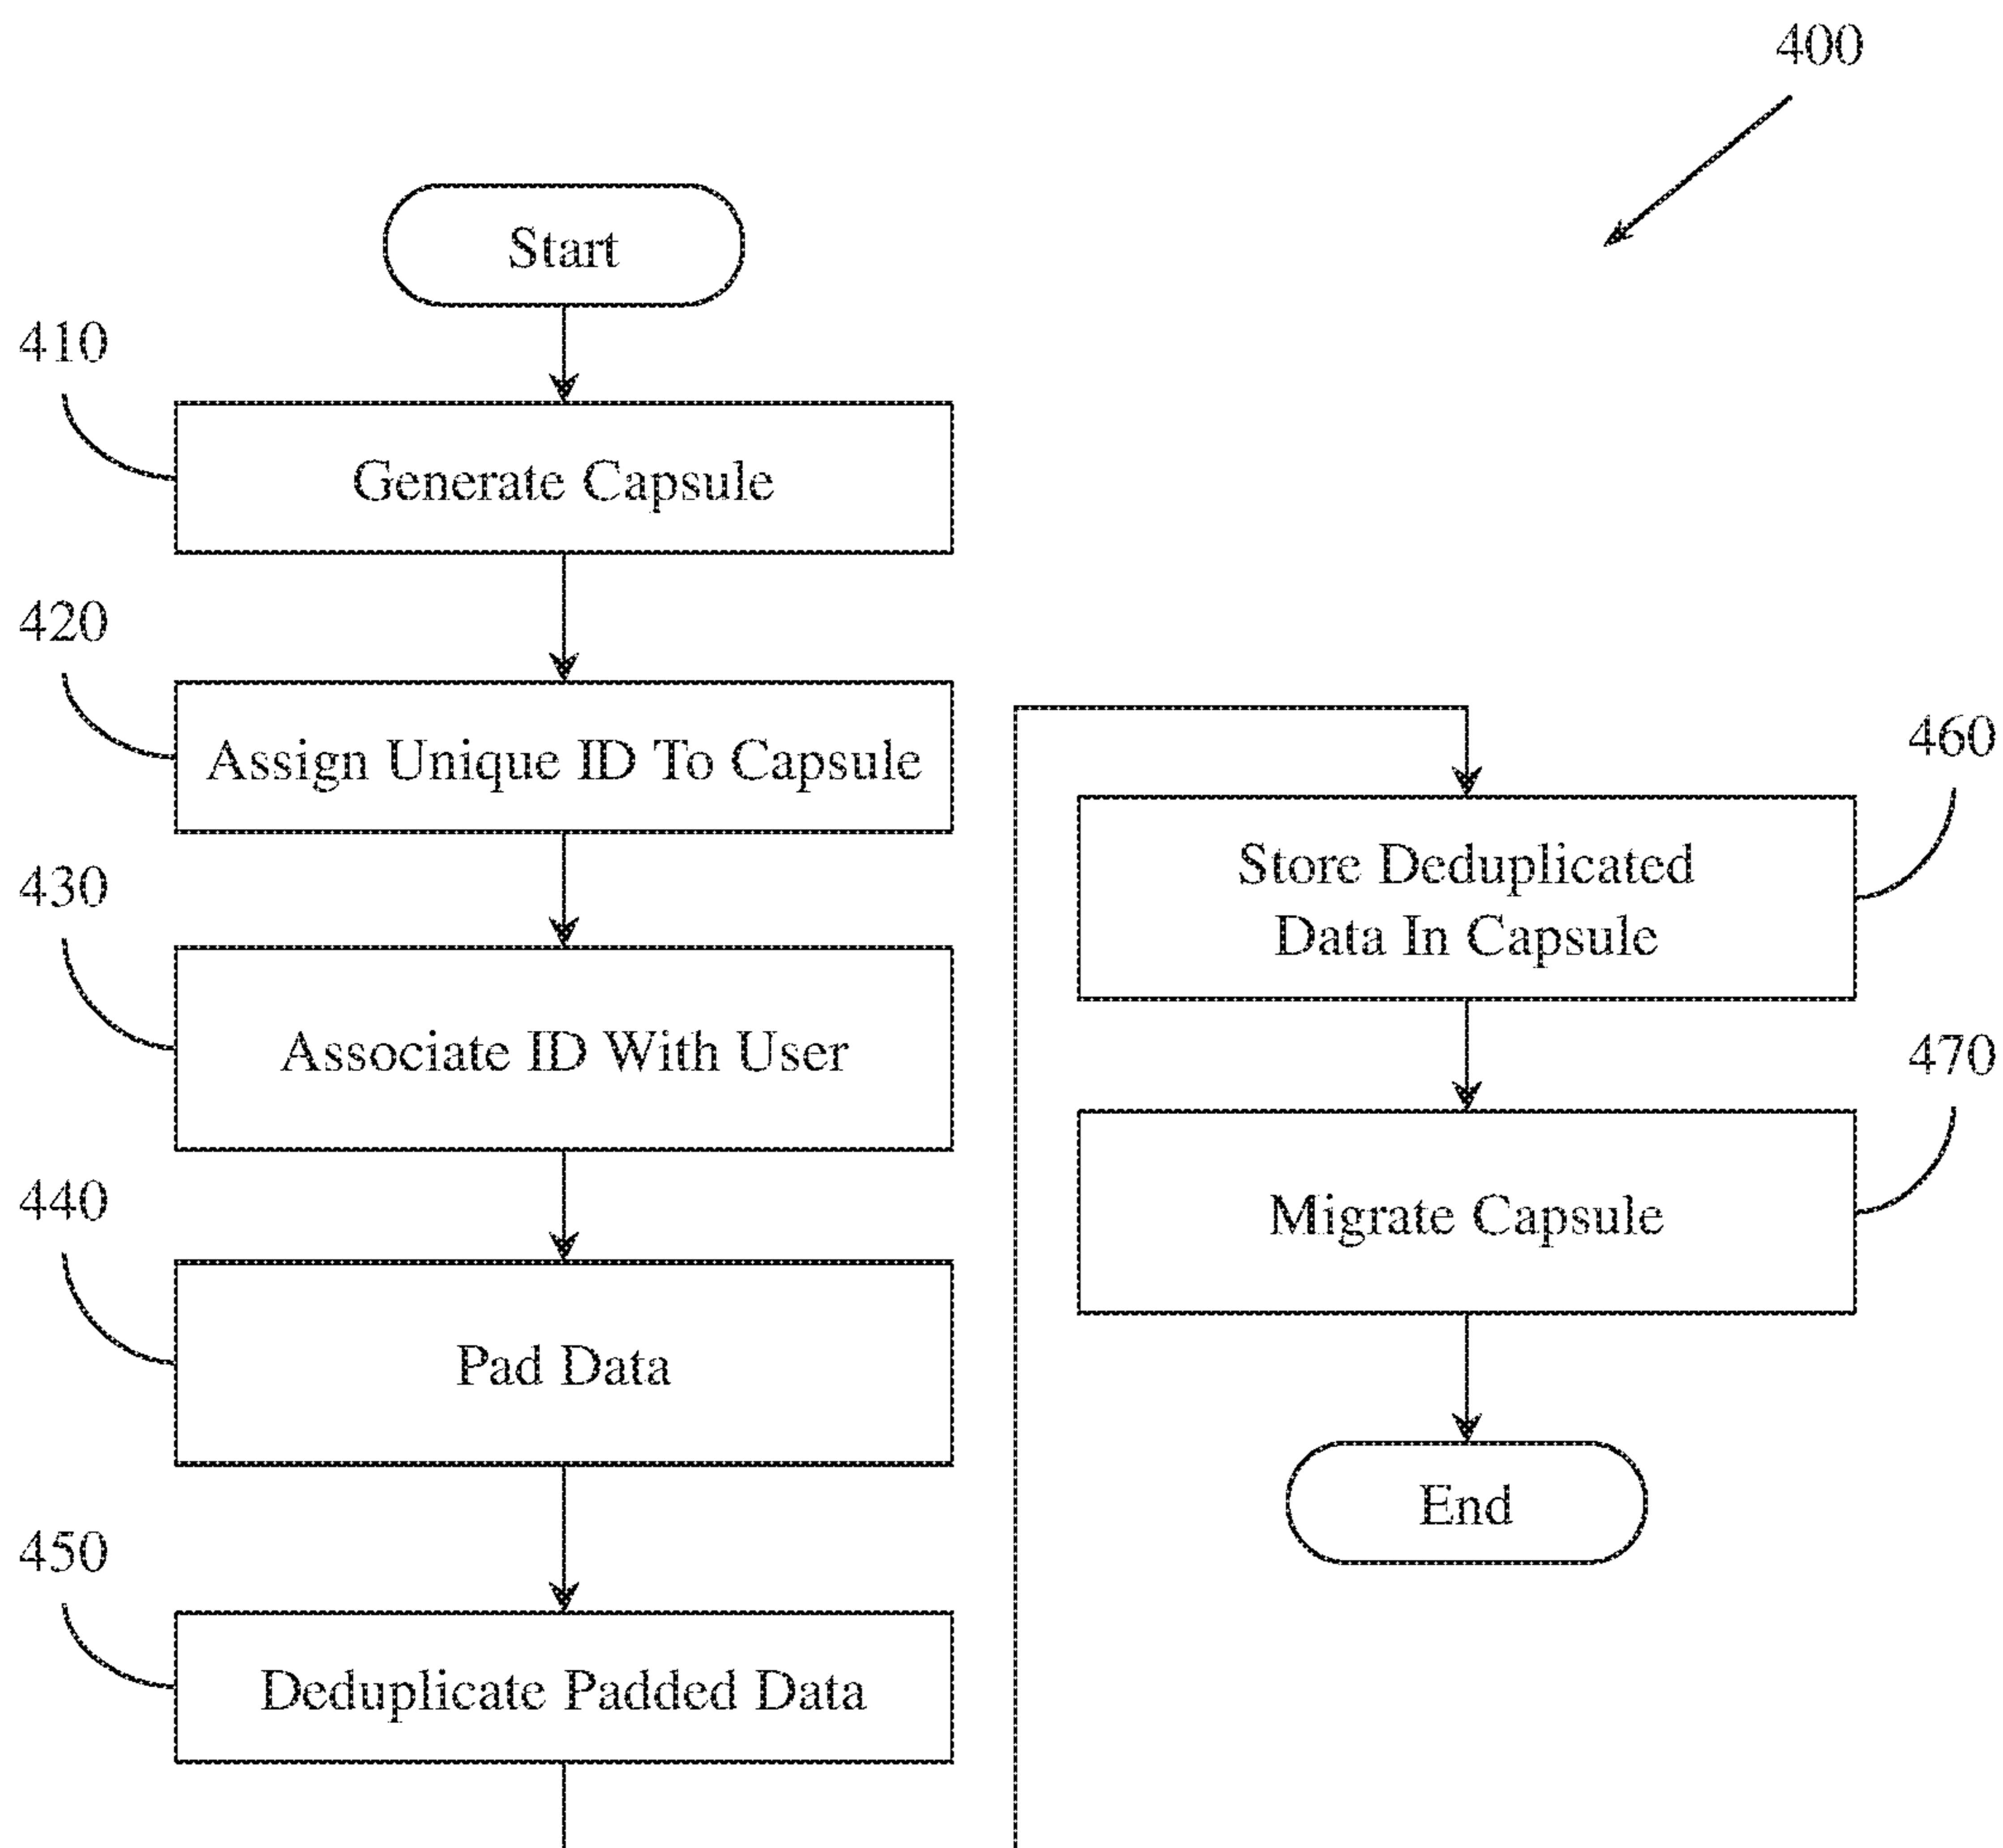 400
Start
410
Generate Capsule
420
Assign Unique ID To Capsule
430
Associate ID With User
440
Pad Data
450
Deduplicate Padded Data
460
Store Deduplicated
Data In Capsule
470
Migrate Capsule
End